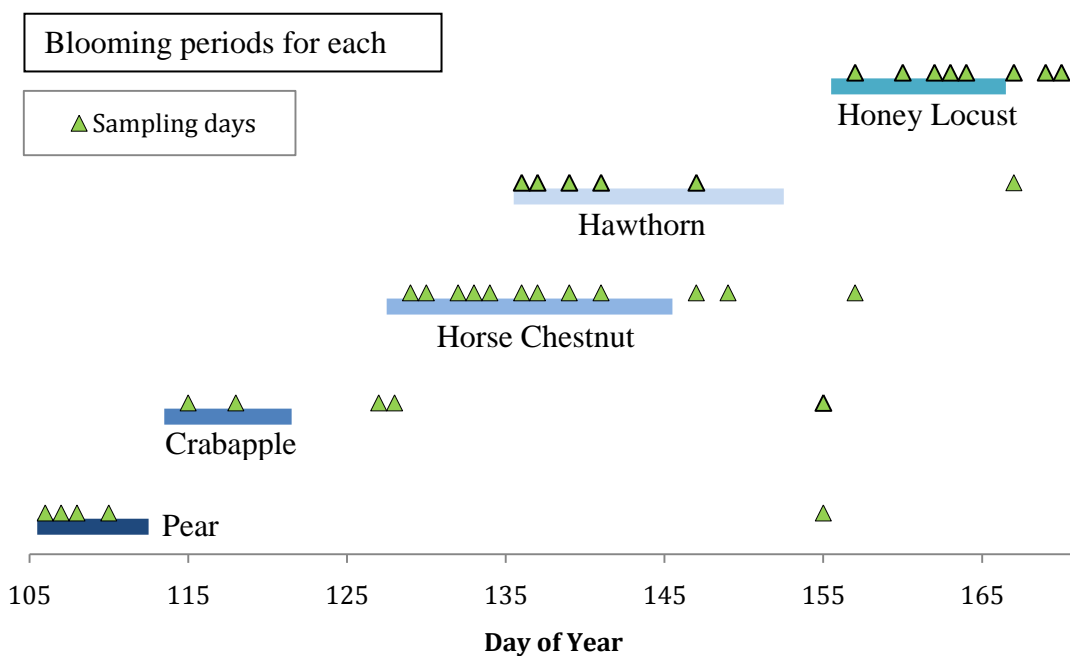 Blooming periods for each
Sampling days
Honey Locust
Hawthorn
Horse Chestnut
Crabapple
Pear
105 115 125 135 145 155 165
Day of Year